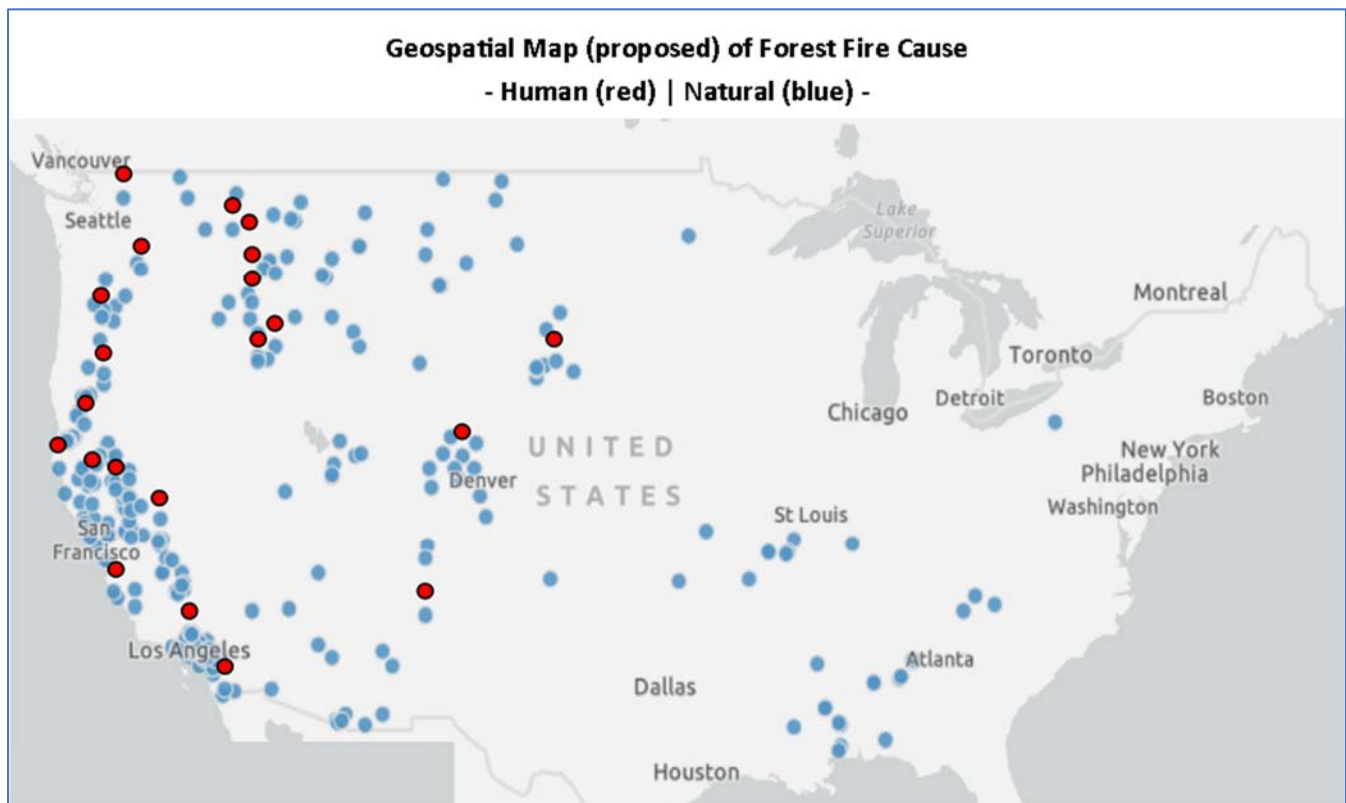 Geospatial Map (proposed) of Forest Fire Cause
- Human (red) | Natural (blue) -
Vancouver
Seattle
Lake
Superior
Montreal
Toronto
Detroit
Boston
Chicago
New York
UNITED
Philadelphia
Denver
STATES
Washington
St Louis
San
Francisco
Los Angeles
Atlanta
Dallas
Houston